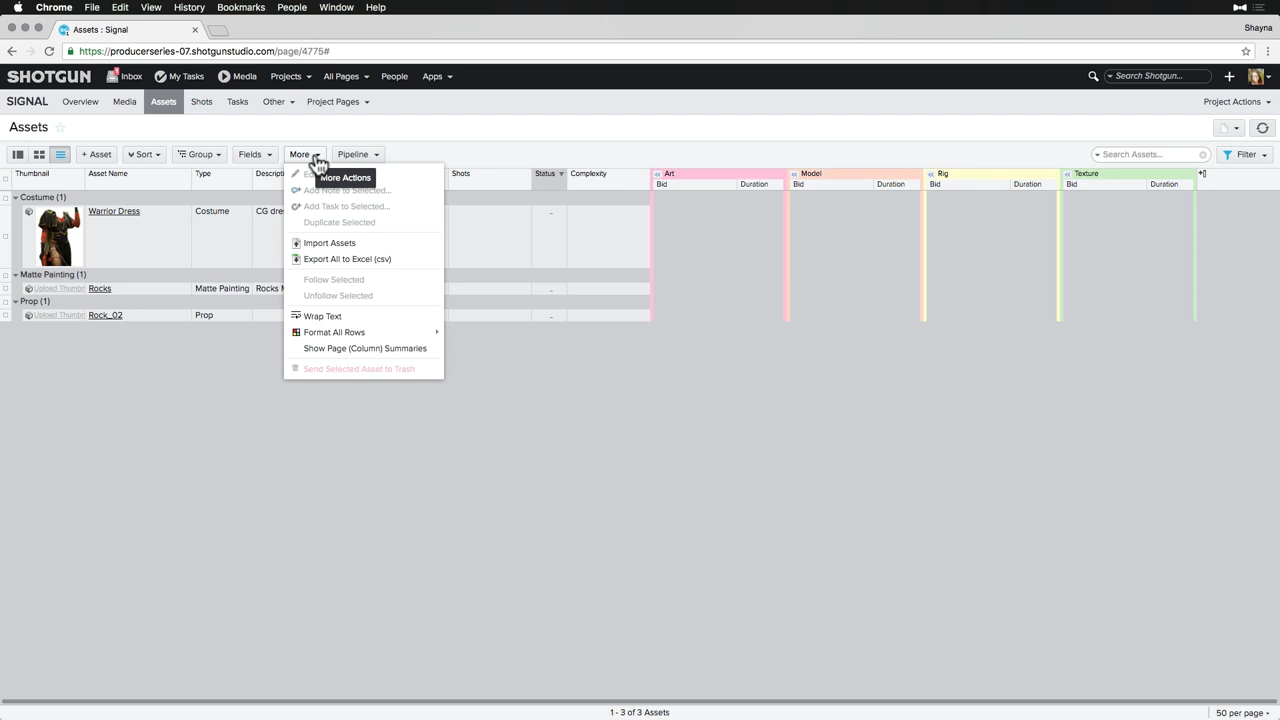 Chrome File Edit View History Bookmarks People Window Help
Assets : Signal
Shayna
https://producerseries-07.shotgunstudio.com/page/4775#
SHOTGUN Inbox My Tasks Media Projects All Pages People Apps Search Shotgun...
SIGNAL Overview Media Assets Shots Tasks Other Project Pages Project Actions
Assets
+ Asset Sort Group Fields More Pipeline Search Assets... Filter
Thumbnail Asset Name Type Shots Status Complexity Art Model Rig Texture
Bid Duration Bid Duration Bid Duration Bid Duration
More Actions
Add Note to Selected...
Add Task to Selected...
Duplicate Selected
Import Assets
Export All to Excel (csv)
Follow Selected
Unfollow Selected
Wrap Text
Format All Rows
Show Page (Column) Summaries
Send Selected Asset to Trash
Costume (1)
Warrior Dress Costume CG dres -
Matte Painting (1)
Rocks Matte Painting Rocks M -
Prop (1)
Rock_02 Prop -
1 - 3 of 3 Assets
50 per page